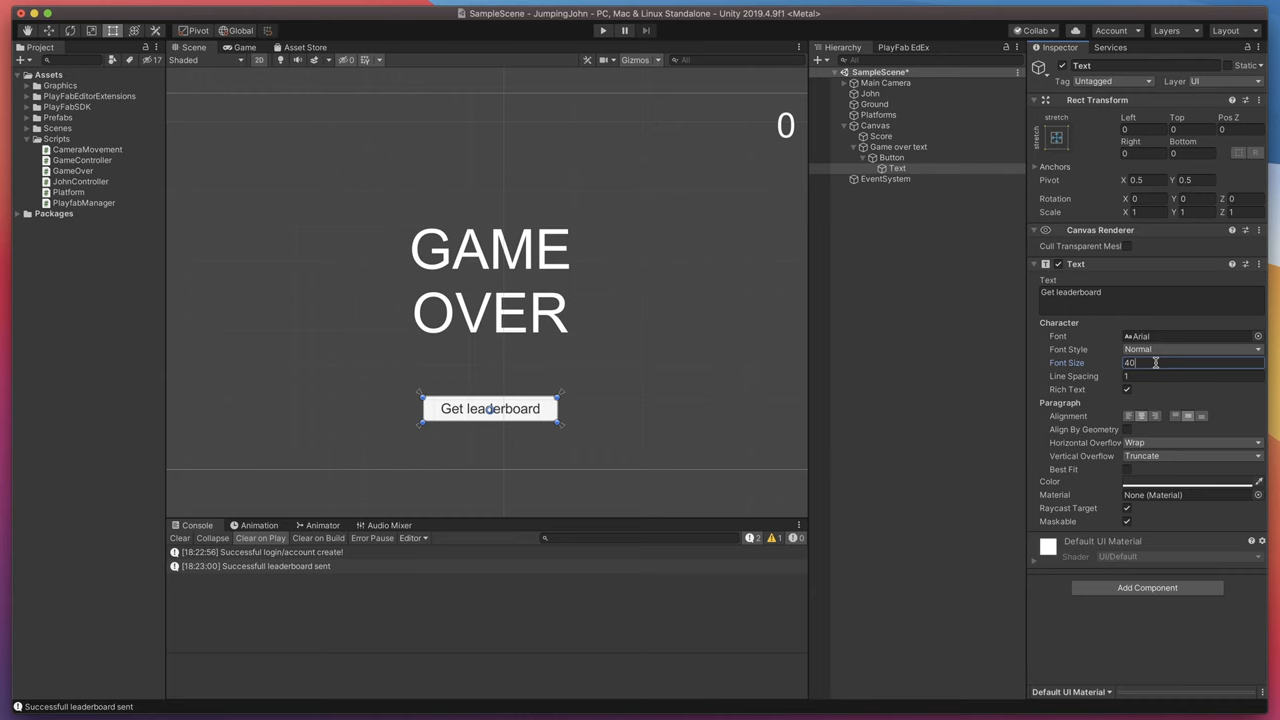 SampleScene - JumpingJohn - PC, Mac & Linux Standalone - Unity 2019.4.9f1 <Metal>
Pivot Global Collab Account Layers Layout
Project
17
Assets
Graphics
PlayFabEditorExtensions
PlayFabSDK
Prefabs
Scenes
Scripts
CameraMovement
GameController
GameOver
JohnController
Platform
PlayfabManager
Packages
Scene Game Asset Store
Shaded 2D 0 Gizmos All
0
GAME
OVER
Get leaderboard
Console Animation Animator Audio Mixer
Clear Collapse Clear on Play Clear on Build Error Pause Editor 2 1 0
[18:22:56] Successful login/account create!
[18:23:00] Successfull leaderboard sent
Hierarchy PlayFab EdEx
All
SampleScene*
Main Camera
John
Ground
Platforms
Canvas
Score
Game over text
Button
Text
EventSystem
Inspector Services
Text Static
Tag Untagged Layer UI
Rect Transform
stretch Left Top Pos Z
stretch 0 0 0
Right Bottom
0 0 R
Anchors
Pivot X 0.5 Y 0.5
Rotation X 0 Y 0 Z 0
Scale X 1 Y 1 Z 1
Canvas Renderer
Cull Transparent Mesl
Text
Text
Get leaderboard
Character
Font Arial
Font Style Normal
Font Size 40
Line Spacing 1
Rich Text
Paragraph
Alignment
Align By Geometry
Horizontal Overflow Wrap
Vertical Overflow Truncate
Best Fit
Color
Material None (Material)
Raycast Target
Maskable
Default UI Material
Shader UI/Default
Add Component
Default UI Material
Successfull leaderboard sent